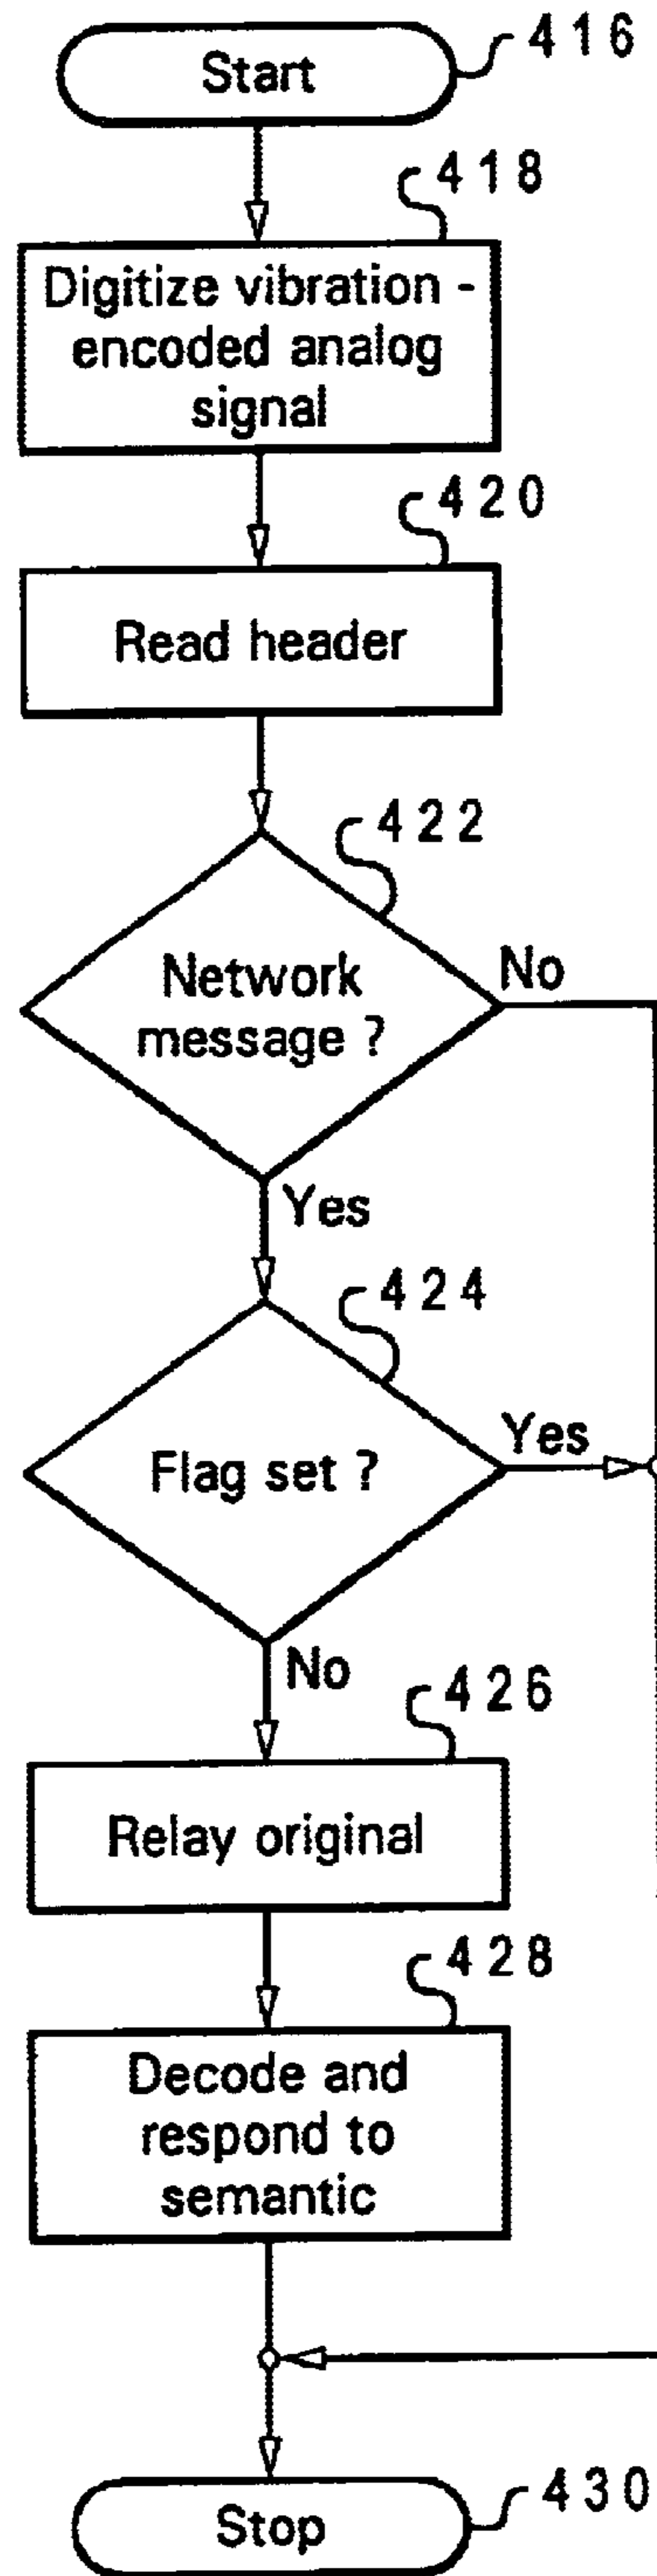 Start
416
418
Digitize vibration -
encoded analog
signal
420
Read header
422
Network
message ?
No
Yes
424
Flag set ?
Yes
No
426
Relay original
428
Decode and
respond to
semantic
Stop
430